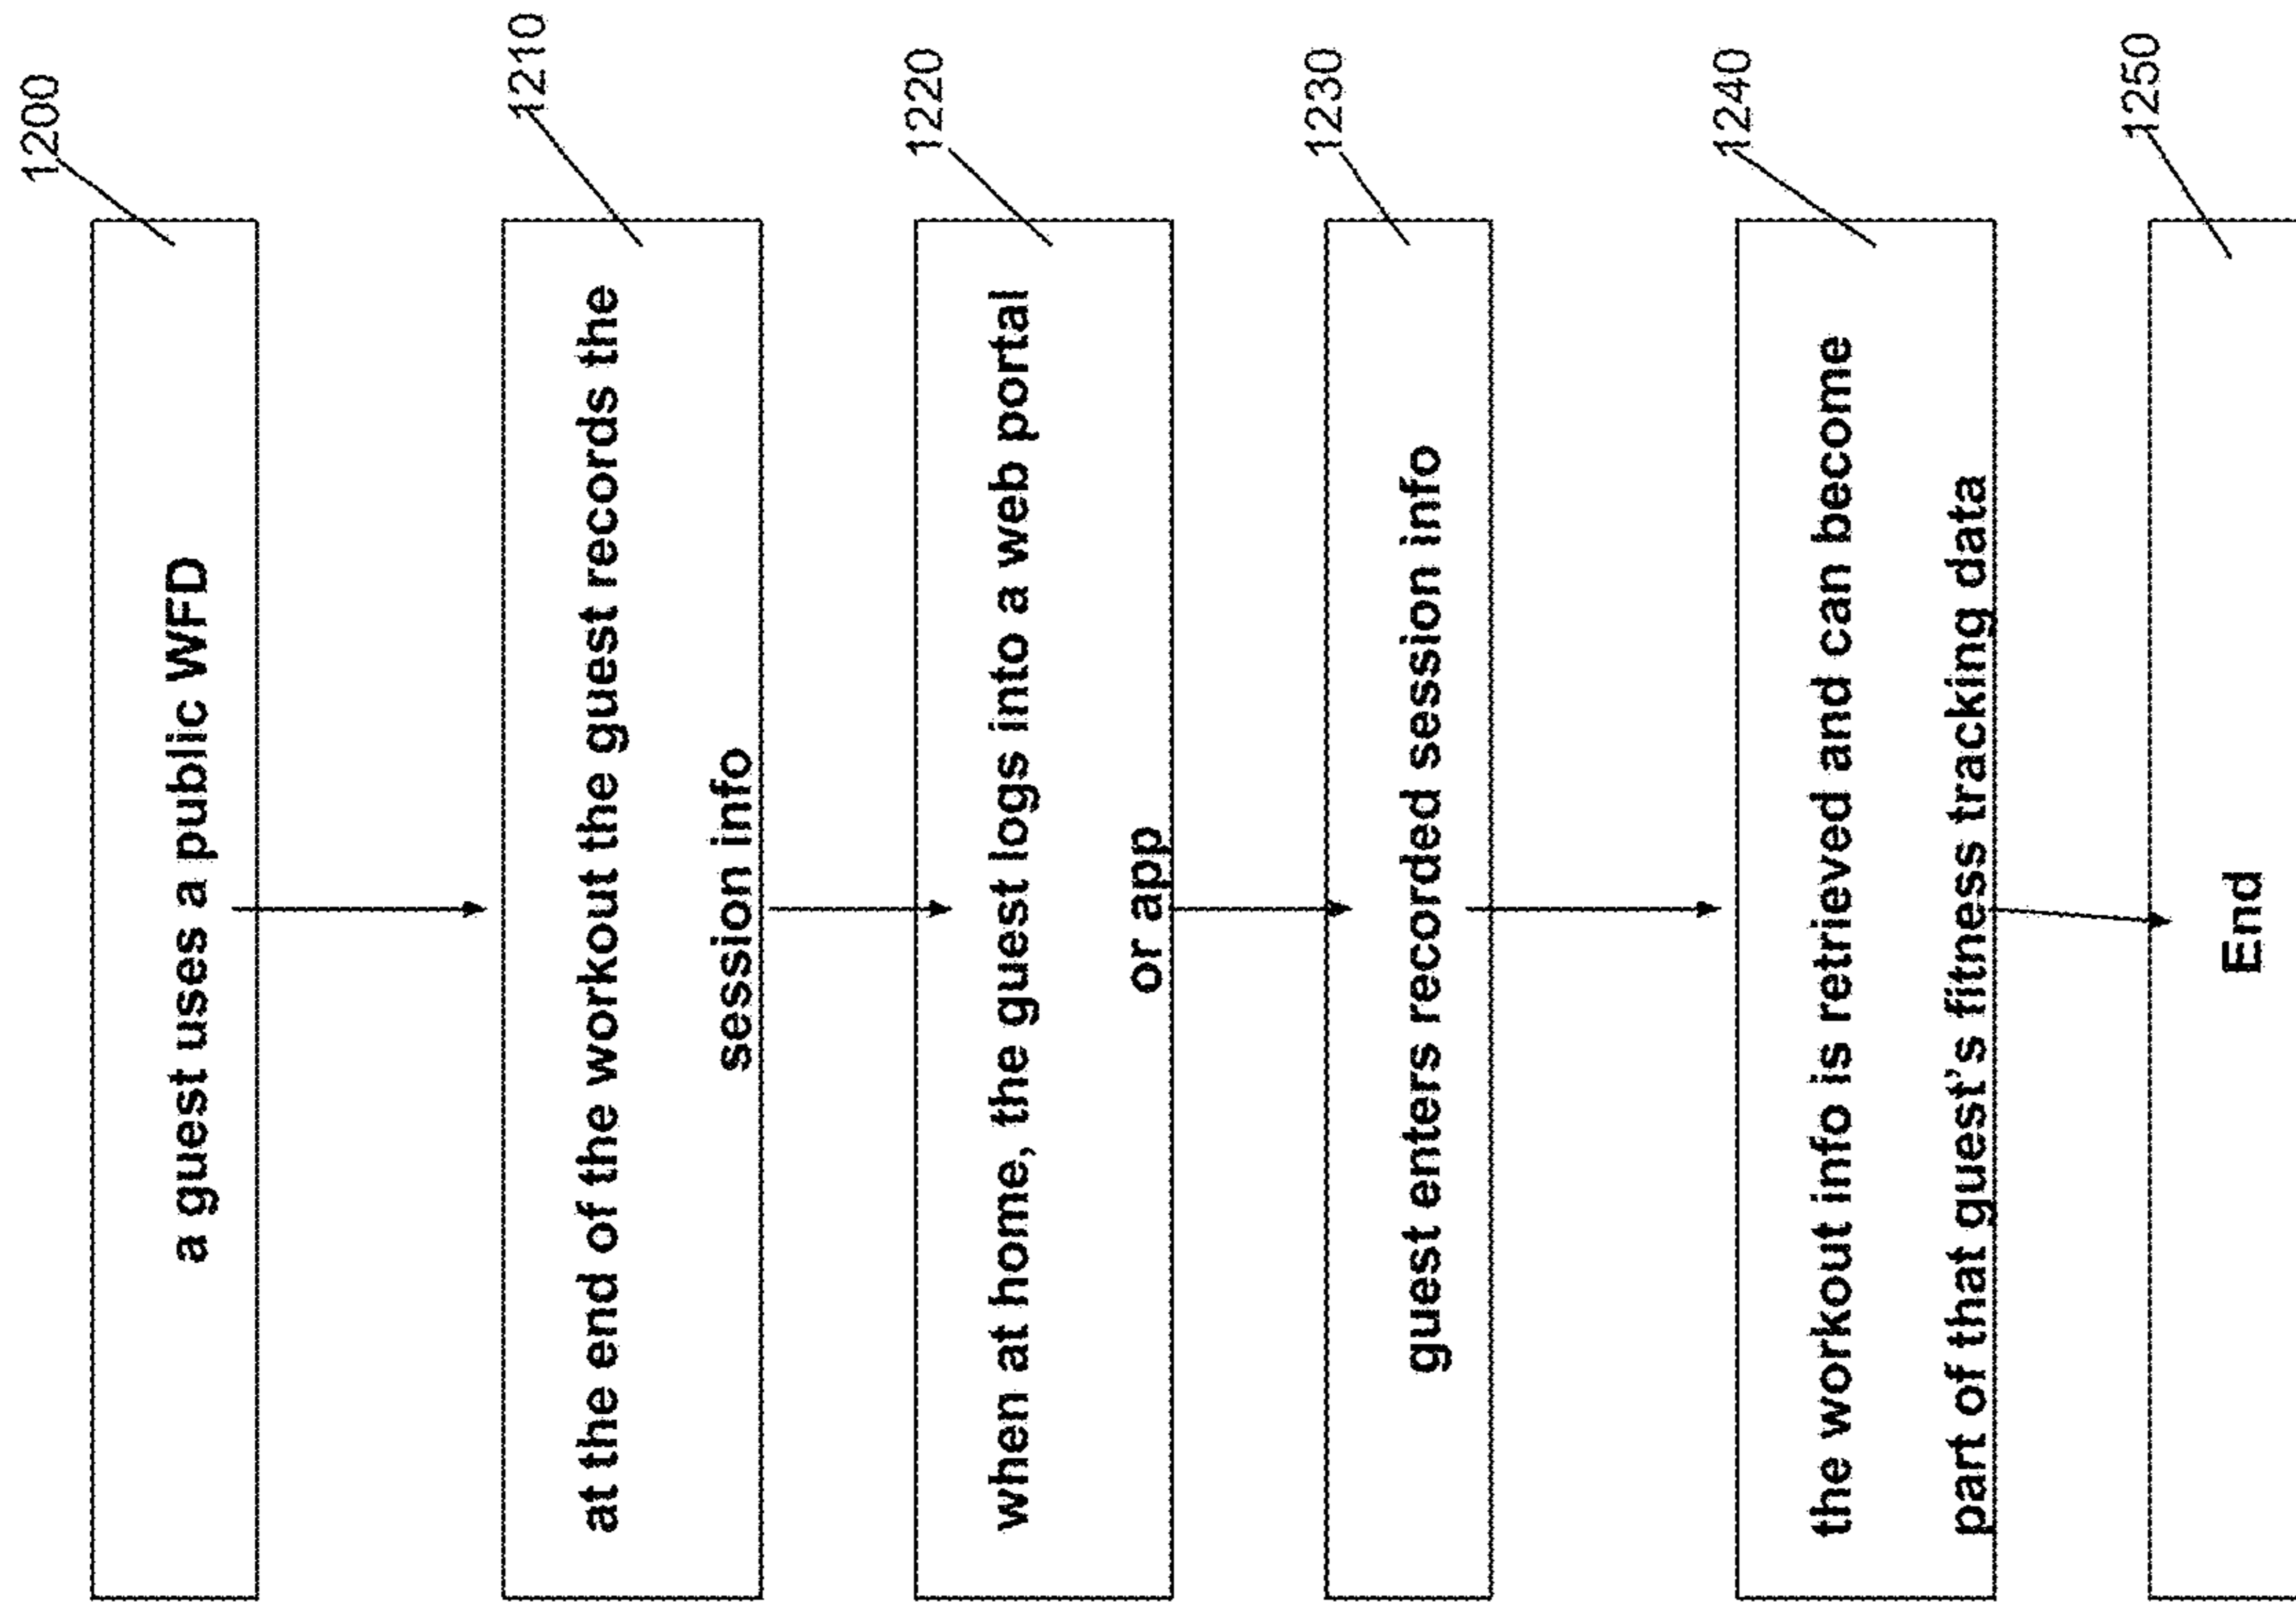 1200
a guest uses a public WFD
1210
at the end of the workout the guest records the
session info
1220
when at home, the guest logs into a web portal
or app
1230
guest enters recorded session info
1240
the workout info is retrieved and can become
part of that guest's fitness tracking data
1250
End